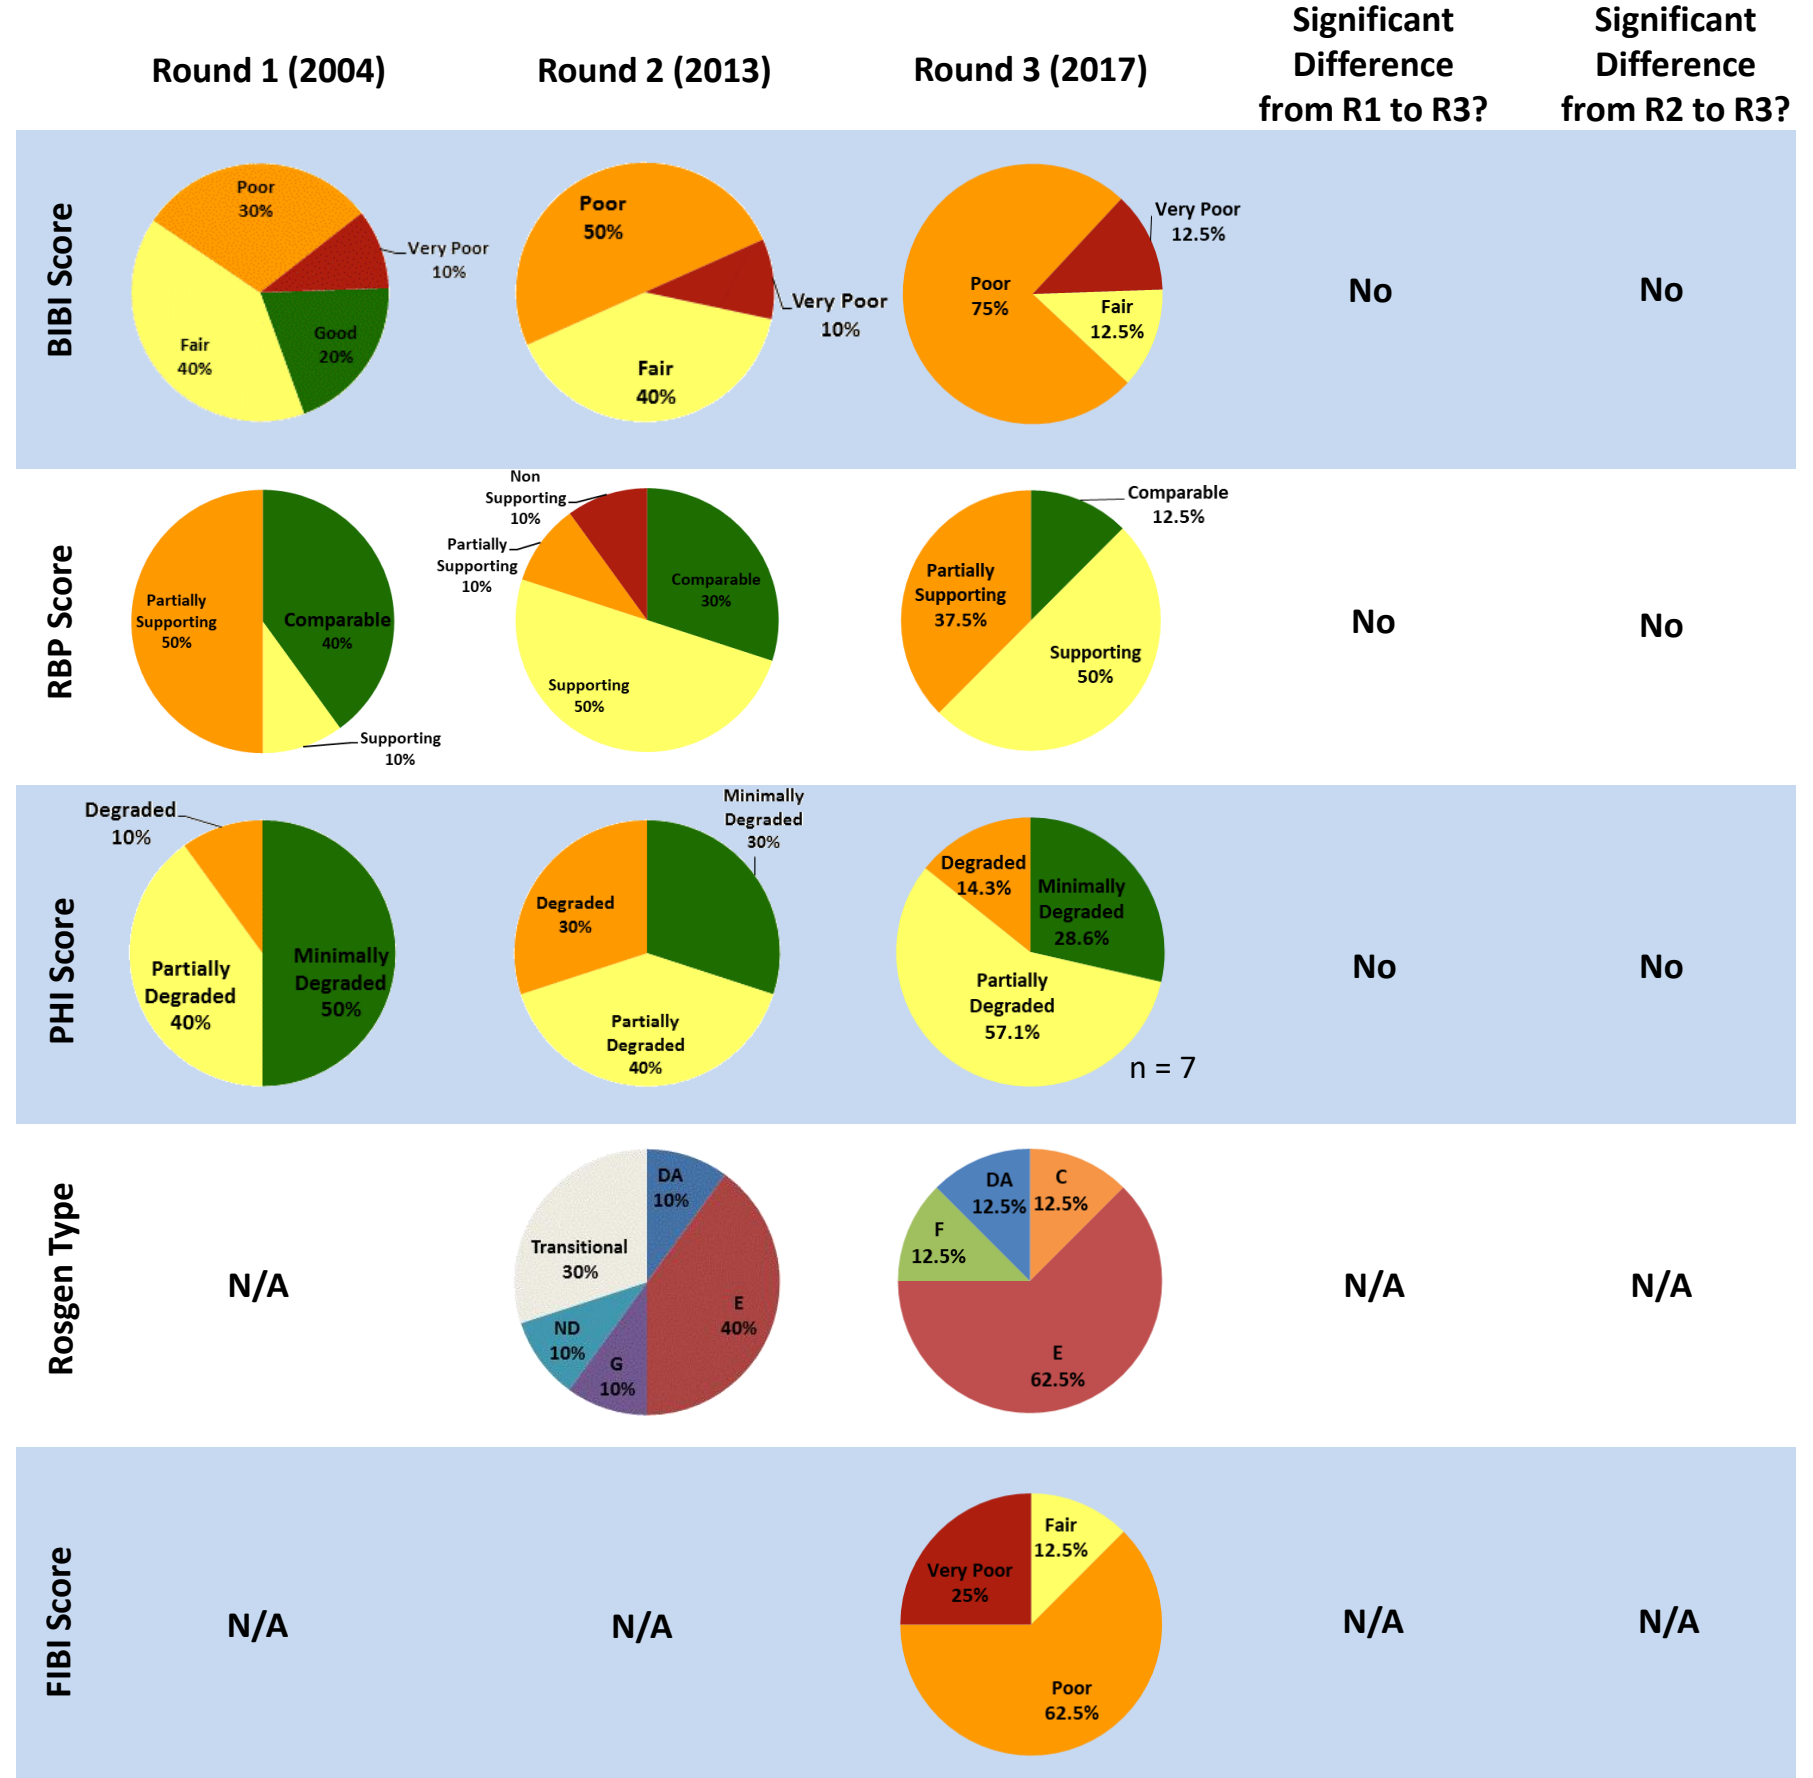 Round 1 (2004)
Round 2 (2013)
Round 3 (2017)
Significant
Difference
from R1 to R3?
Significant
Difference
from R2 to R3?
BIBI Score
Poor
30%
Very Poor
10%
Good
20%
Fair
40%
Poor
50%
Very Poor
10%
Fair
40%
Very Poor
12.5%
Poor
75%
Fair
12.5%
No
No
RBP Score
Partially
Supporting
50%
Comparable
40%
Supporting
10%
Non
Supporting
10%
Partially
Supporting
10%
Comparable
30%
Supporting
50%
Comparable
12.5%
Partially
Supporting
37.5%
Supporting
50%
No
No
PHI Score
Degraded
10%
Partially
Degraded
40%
Minimally
Degraded
50%
Minimally
Degraded
30%
Degraded
30%
Partially
Degraded
40%
Degraded
14.3%
Minimally
Degraded
28.6%
Partially
Degraded
57.1%
n = 7
No
No
Rosgen Type
N/A
DA
10%
Transitional
30%
E
40%
ND
10%
G
10%
DA
12.5%
C
12.5%
F
12.5%
E
62.5%
N/A
N/A
FIBI Score
N/A
N/A
Fair
12.5%
Very Poor
25%
Poor
62.5%
N/A
N/A